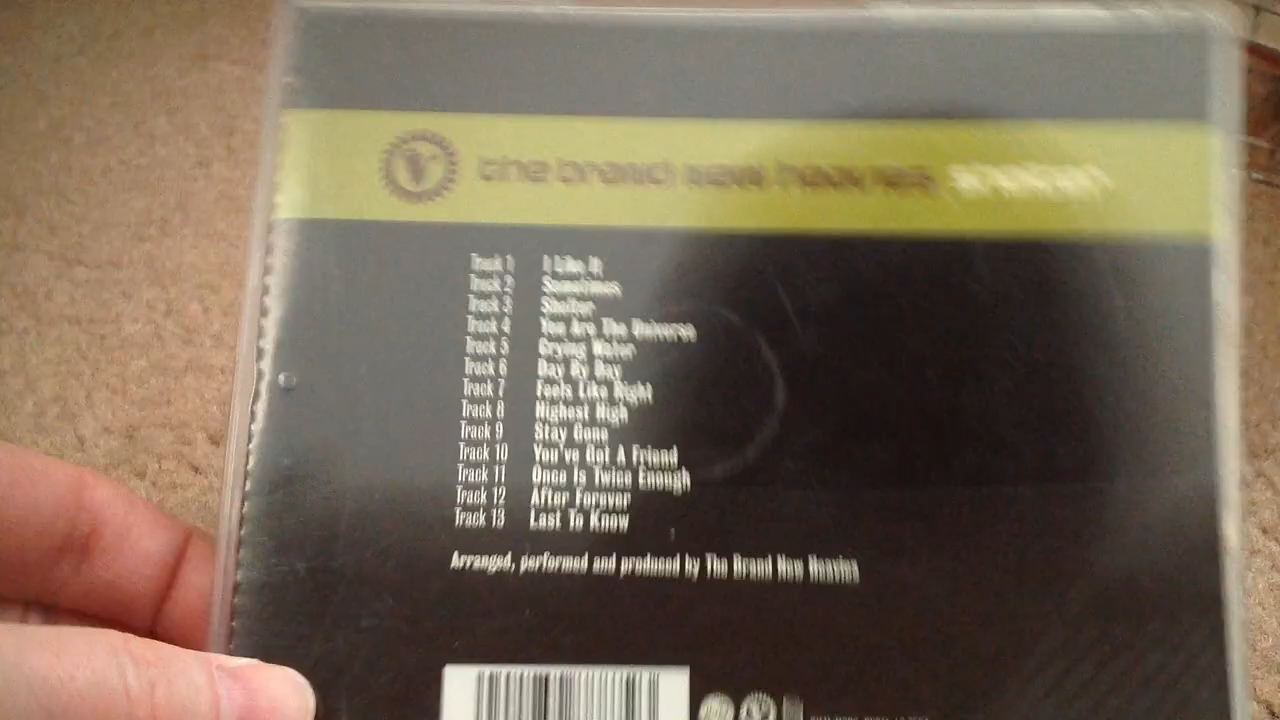 the brand new heavies shelter
Track 1 I Like It
Track 2 Sometimes
Track 3 Shelter
Track 4 You Are The Universe
Track 5 Crying Water
Track 6 Day By Day
Track 7 Feels Like Right
Track 8 Highest High
Track 9 Stay Gone
Track 10 You've Got A Friend
Track 11 Once Is Twice Enough
Track 12 After Forever
Track 13 Last To Know
Arranged, performed and produced by The Brand New Heavies